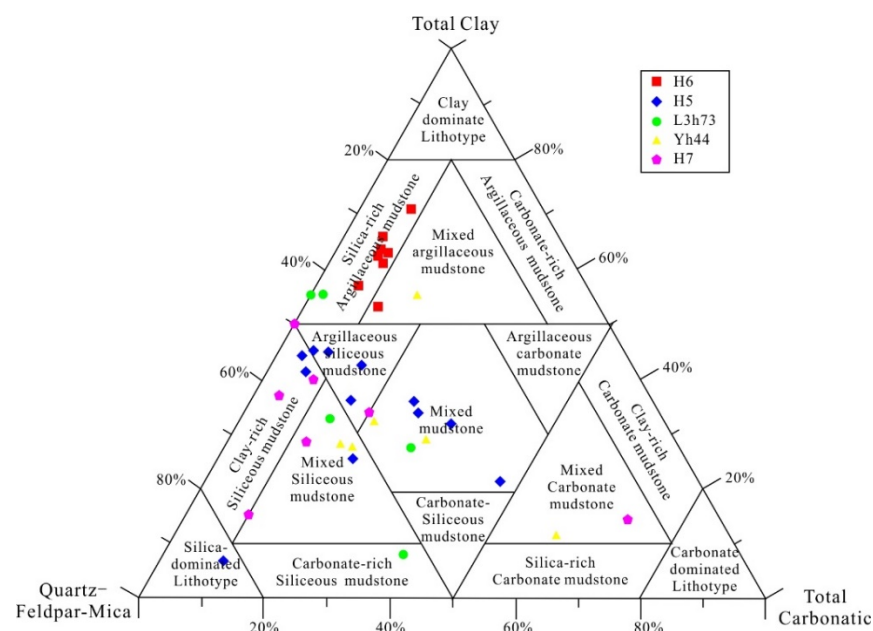 Total Clay
H6
H5
L3h73
Yh44
H7
Clay
dominate
Lithotype
20%
80%
Silica-rich
Argillaceous mudstone
Mixed
argillaceous
mudstone
Carbonate-rich
Argillaceous mudstone
40%
60%
Argillaceous
siliceous
mudstone
Argillaceous
carbonate
mudstone
60%
40%
Clay-rich
Siliceous mudstone
Mixed
mudstone
Clay-rich
Carbonate mudstone
Mixed
Siliceous
mudstone
Mixed
Carbonate
mudstone
80%
20%
Carbonate-
Siliceous
mudstone
Silica-
dominated
Lithotype
Carbonate-rich
Siliceous mudstone
Silica-rich
Carbonate mudstone
Carbonate
dominated
Lithotype
Quartz-
Feldpar-Mica
Total
Carbonatic
20%
40%
60%
80%